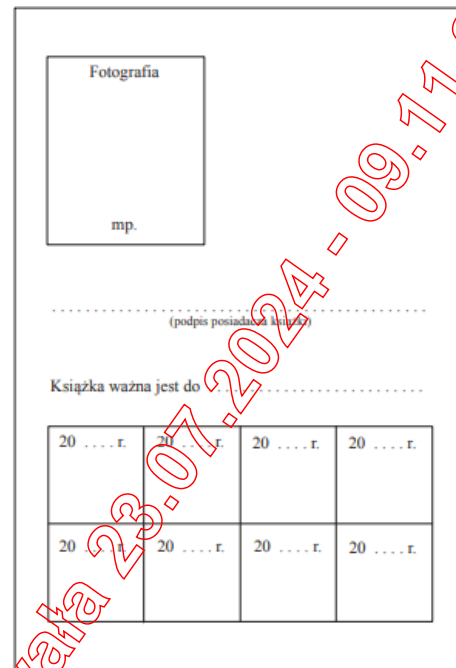 Fotografia
mp.
. . . . . . . . . . . . . . . . . . . . . . . . . . . . . . . . . . . . . . . . . . . . . . . .
(podpis posiadacza książki)
Książka ważna jest do . . . . . . . . . . . . . . . . . . . . . . . . . . . .
20 . . . . r. 20 . . . . r. 20 . . . . r. 20 . . . . r.
20 . . . . r. 20 . . . . r. 20 . . . . r. 20 . . . . r.
23.07.2024 - 09.11